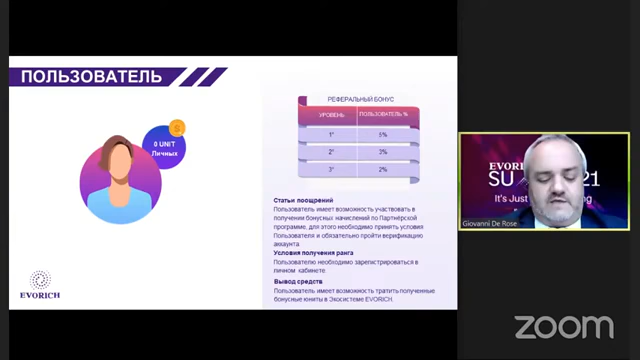 ПОЛЬЗОВАТЕЛЬ
0 UNIT
Личных
S
РЕФЕРАЛЬНЫЙ БОНУС
УРОВЕНЬ ПОЛЬЗОВАТЕЛЬ %
1° 5%
2° 3%
3° 2%
Статьи поощрений
Пользователь имеет возможность участвовать в
получении бонусных начислений по Партнёрской
программе, для этого необходимо принять условия
Пользователя и обязательно пройти верификацию
аккаунта.
Условия получения ранга
Пользователю необходимо зарегистрироваться в
личном кабинете.
Вывод средств
Пользователь имеет возможность тратить полученные
бонусные юниты в Экосистеме EVORICH.
EVORICH
EVORI
SU 21
It's Just
Giovanni De Rose
zoom